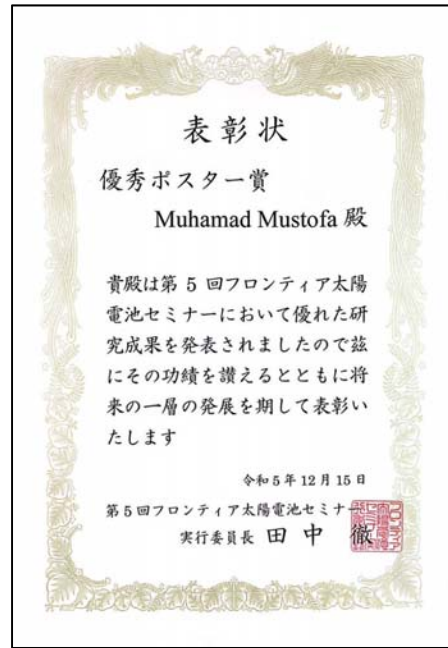 表彰状
優秀ポスター賞
Muhamad Mustofa 殿
貴殿は第 5 回フロンティア太陽
電池セミナーにおいて優れた研
究成果を発表されましたので茲
にその功績を讃えるとともに将
来の一層の発展を期して表彰い
たします
令和5年12月15日
第5回フロンティア太陽電池セミナー
実行委員長 田中 徹